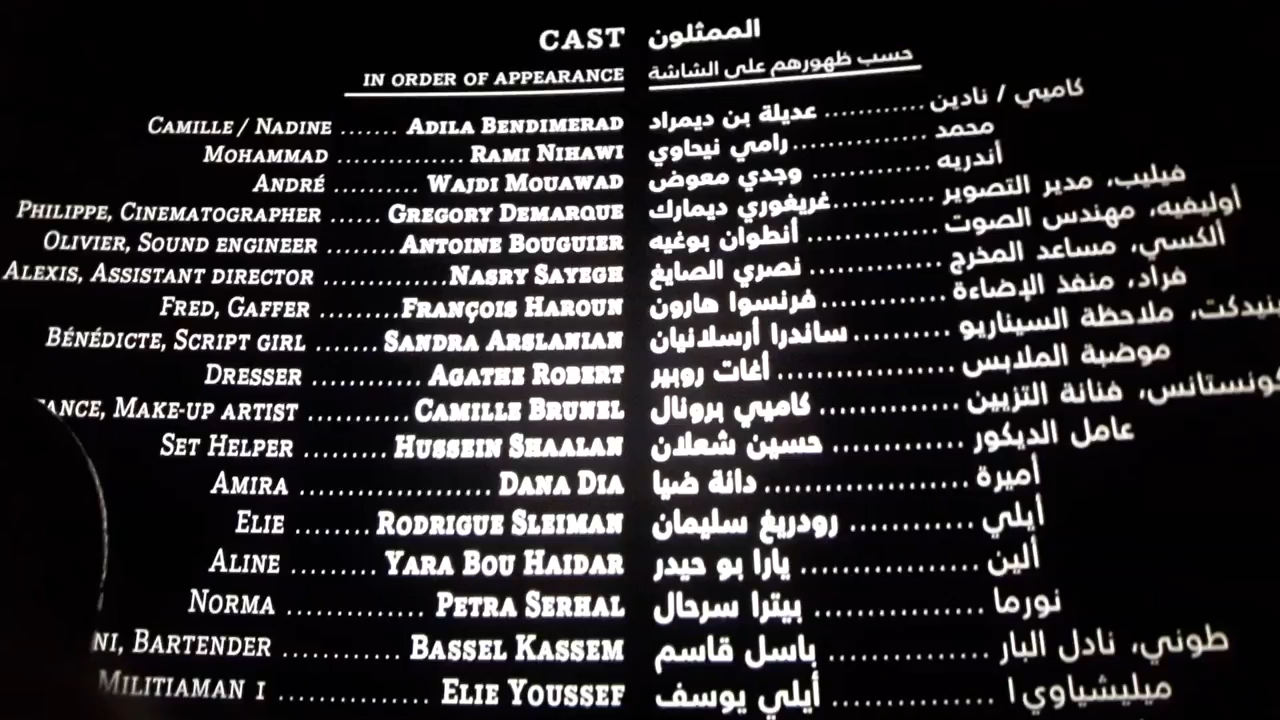 CAST الممثلون
IN ORDER OF APPEARANCE حسب ظهورهم على الشاشة
CAMILLE / NADINE ....... ADILA BENDIMERAD عديلة بن ديمراد ........... كاميي / نادين
MOHAMMAD ............... RAMI NIHAWI رامي نيحاوي ............... محمد
ANDRÉ .......... WAJDI MOUAWAD وجدي معوض ............ أندريه
PHILIPPE, CINEMATOGRAPHER ...... GREGORY DEMARQUE غريغوري ديمارك ............ فيليب، مدير التصوير
OLIVIER, SOUND ENGINEER ......... ANTOINE BOUGUIER أنطوان بوغيه .............. أوليفيه، مهندس الصوت
ALEXIS, ASSISTANT DIRECTOR ............ NASRY SAYEGH نصري الصايغ .............. ألكسي، مساعد المخرج
FRED, GAFFER ......... FRANÇOIS HAROUN فرنسوا هارون ............. فراد، منفذ الإضاءة
BÉNÉDICTE, SCRIPT GIRL ....... SANDRA ARSLANIAN ساندرا أرسلانيان .......... ملاحظة السيناريو
DRESSER ............ AGATHE ROBERT أغات روبير .................. موضبة الملابس
MAKE-UP ARTIST ........... CAMILLE BRUNEL كاميي برونال .............. كونستانس، فنانة التزيين
SET HELPER ......... HUSSEIN SHAALAN حسين شعلان ............. عامل الديكور
AMIRA ..................... DANA DIA دانة ضيا .................... أميرة
ELIE ........ RODRIGUE SLEIMAN رودريغ سليمان ............ أيلي
ALINE ......... YARA BOU HAIDAR يارا بو حيدر ................. ألين
NORMA ............. PETRA SERHAL بيترا سرحال ................ نورما
NI, BARTENDER ............ BASSEL KASSEM باسل قاسم ............... طوني، نادل البار
MILITIAMAN 1 ............... ELIE YOUSSEF أيلي يوسف .............. ميليشياوي ١